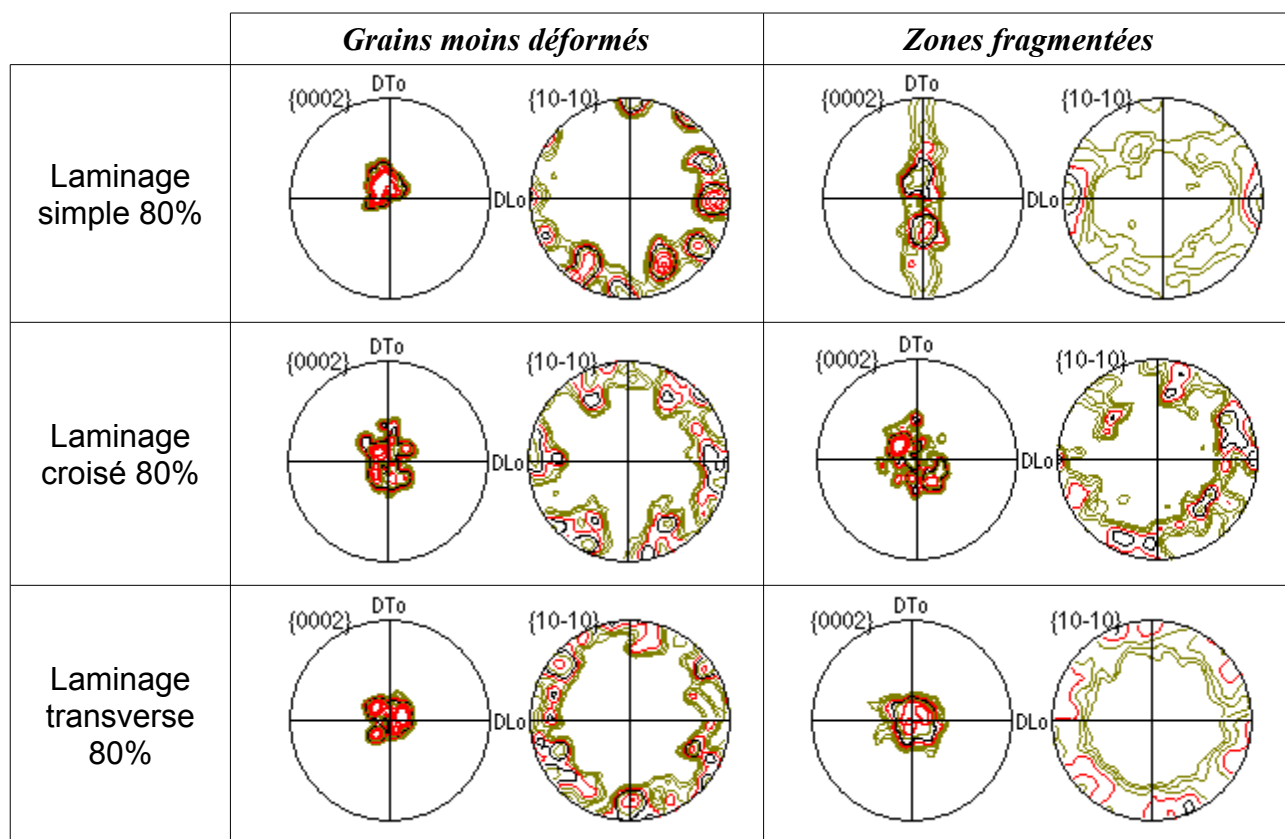 Grains moins déformés
Zones fragmentées
Laminage
simple 80%
{0002}
DTo
{10-10}
DLo
{0002}
DTo
{10-10}
DLo
Laminage
croisé 80%
{0002}
DTo
{10-10}
DLo
{0002}
DTo
{10-10}
DLo
Laminage
transverse
80%
{0002}
DTo
{10-10}
DLo
{0002}
DTo
{10-10}
DLo